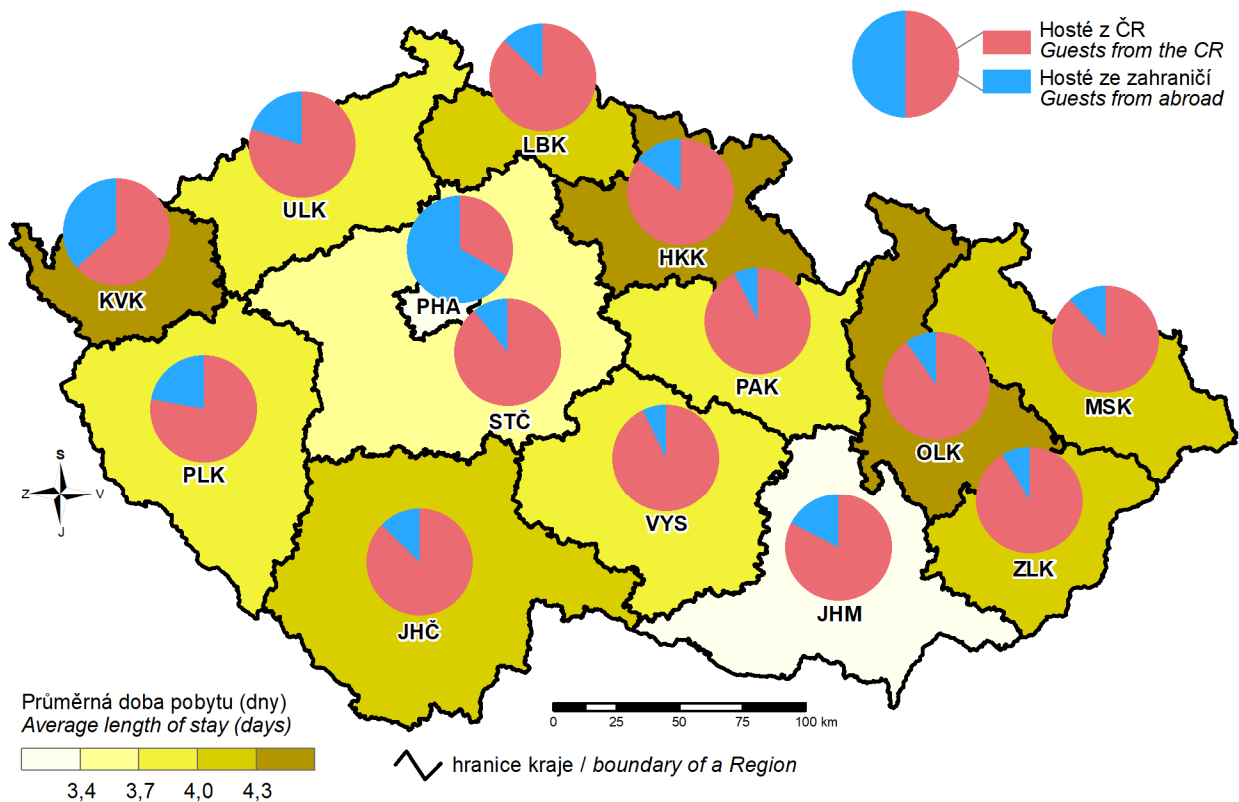 Hosté z ČR
Guests from the CR
Hosté ze zahraničí
Guests from abroad
LBK
ULK
HKK
KVK
PHA
PAK
MSK
STČ
OLK
PLK
VYS
ZLK
JHM
JHČ
S
Z V
J
Průměrná doba pobytu (dny)
Average length of stay (days)
3,4 3,7 4,0 4,3
0 25 50 75 100 km
hranice kraje / boundary of a Region